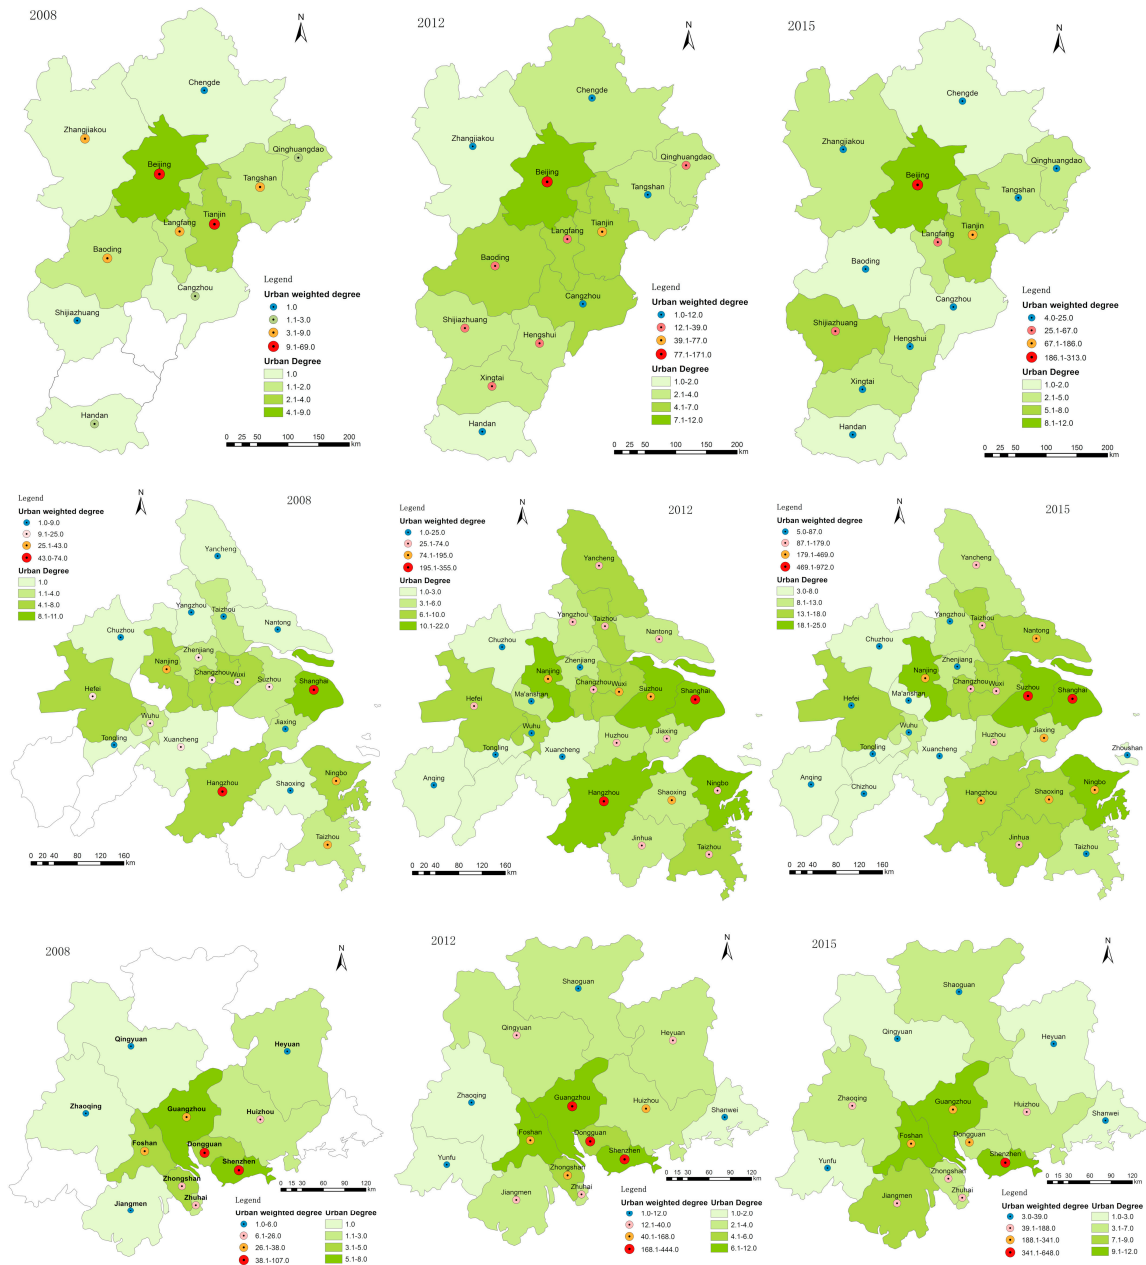 2008
N
Chengde
Zhangjiakou
Beijing
Qinghuangdao
Tangshan
Tianjin
Langfang
Baoding
Cangzhou
Shijiazhuang
Handan
Legend
Urban weighted degree
1.0
1.1-3.0
3.1-9.0
9.1-69.0
Urban Degree
1.0
1.1-2.0
2.1-4.0
4.1-9.0
0 25 50 100 150 200
km
2012
N
Chengde
Zhangjiakou
Beijing
Qinghuangdao
Tangshan
Tianjin
Langfang
Baoding
Cangzhou
Shijiazhuang
Hengshui
Xingtai
Handan
Legend
Urban weighted degree
1.0-12.0
12.1-39.0
39.1-77.0
77.1-171.0
Urban Degree
1.0-2.0
2.1-4.0
4.1-7.0
7.1-12.0
0 25 50 100 150 200
km
2015
N
Chengde
Zhangjiakou
Beijing
Qinghuangdao
Tangshan
Tianjin
Langfang
Baoding
Cangzhou
Shijiazhuang
Hengshui
Xingtai
Handan
Legend
Urban weighted degree
4.0-25.0
25.1-67.0
67.1-186.0
186.1-313.0
Urban Degree
1.0-2.0
2.1-5.0
5.1-8.0
8.1-12.0
0 25 50 100 150 200
km
Legend
Urban weighted degree
1.0-9.0
9.1-25.0
25.1-43.0
43.0-74.0
Urban Degree
1.0
1.1-4.0
4.1-8.0
8.1-11.0
N
2008
Yancheng
Yangzhou
Taizhou
Nantong
Chuzhou
Zhenjiang
Nanjing
Changzhou
Wuxi
Suzhou
Shanghai
Hefei
Wuhu
Jiaxing
Tongling
Xuancheng
Hangzhou
Shaoxing
Ningbo
Taizhou
0 20 40 80 120 160
km
Legend
Urban weighted degree
1.0-25.0
25.1-74.0
74.1-195.0
195.1-355.0
Urban Degree
1.0-3.0
3.1-6.0
6.1-10.0
10.1-22.0
N
2012
Yancheng
Yangzhou
Taizhou
Nantong
Chuzhou
Zhenjiang
Nanjing
Changzhou
Wuxi
Suzhou
Shanghai
Ma'anshan
Hefei
Wuhu
Huzhou
Jiaxing
Tongling
Xuancheng
Anqing
Hangzhou
Shaoxing
Ningbo
Jinhua
Taizhou
0 20 40 80 120 160
km
Legend
Urban weighted degree
5.0-87.0
87.1-179.0
179.1-469.0
469.1-972.0
Urban Degree
3.0-8.0
8.1-13.0
13.1-18.0
18.1-25.0
N
2015
Yancheng
Yangzhou
Taizhou
Nantong
Chuzhou
Zhenjiang
Nanjing
Changzhou
Wuxi
Suzhou
Shanghai
Ma'anshan
Hefei
Wuhu
Huzhou
Jiaxing
Tongling
Xuancheng
Zhoushan
Anqing
Chizhou
Hangzhou
Shaoxing
Ningbo
Jinhua
Taizhou
0 20 40 80 120 160
km
2008
N
Qingyuan
Heyuan
Zhaoqing
Guangzhou
Huizhou
Foshan
Dongguan
Shenzhen
Zhongshan
Zhuhai
Jiangmen
0 15 30 60 90 120
km
Legend
Urban weighted degree
1.0-6.0
6.1-26.0
26.1-38.0
38.1-107.0
Urban Degree
1.0
1.1-3.0
3.1-5.0
5.1-8.0
2012
N
Shaoguan
Qingyuan
Heyuan
Zhaoqing
Guangzhou
Huizhou
Shanwei
Foshan
Dongguan
Shenzhen
Yunfu
Zhongshan
Zhuhai
Jiangmen
0 15 30 60 90 120
km
Legend
Urban weighted degree
1.0-12.0
12.1-40.0
40.1-168.0
168.1-444.0
Urban Degree
1.0-2.0
2.1-4.0
4.1-6.0
6.1-12.0
2015
N
Shaoguan
Qingyuan
Heyuan
Zhaoqing
Guangzhou
Huizhou
Shanwei
Foshan
Dongguan
Shenzhen
Yunfu
Zhongshan
Zhuhai
Jiangmen
0 15 30 60 90 120
km
Legend
Urban weighted degree
3.0-39.0
39.1-188.0
188.1-341.0
341.1-648.0
Urban Degree
1.0-3.0
3.1-7.0
7.1-9.0
9.1-12.0